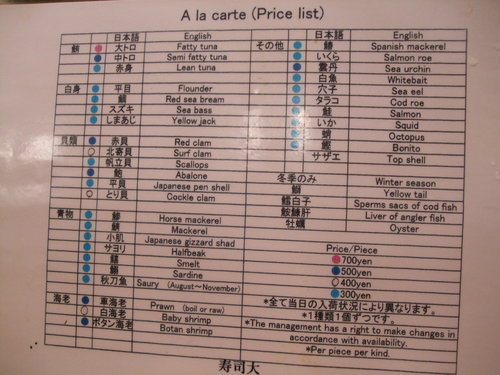 A la carte (Price list)
日本語 English
鮪 大トロ Fatty tuna
中トロ Semi fatty tuna
赤身 Lean tuna
白身 平目 Flounder
鯛 Red sea bream
スズキ Sea bass
しまあじ Yellow jack
貝類 赤貝 Red clam
北寄貝 Surf clam
帆立貝 Scallops
鮑 Abalone
平貝 Japanese pen shell
とり貝 Cockle clam
青物 鯵 Horse mackerel
鯖 Mackerel
小肌 Japanese gizzard shad
サヨリ Halfbeak
Smelt
鰯 Sardine
秋刀魚 Saury (August~November)
海老 車海老 Prawn (boil or raw)
白海老 Baby shrimp
ボタン海老 Botan shrimp
日本語 English
その他 鰆 Spanish mackerel
いくら Salmon roe
雲丹 Sea urchin
白魚 Whitebait
穴子 Sea eel
タラコ Cod roe
鮭 Salmon
いか Squid
蛸 Octopus
鰹 Bonito
サザエ Top shell
冬季のみ Winter season
鰤 Yellow tail
鱈白子 Sperms sacs of cod fish
鮟鱇肝 Liver of angler fish
牡蠣 Oyster
Price/Piece
700yen
500yen
400yen
300yen
*全て当日の入荷状況により異なります。
*1種類1個ずつです。
*The management has a right to make changes in
accordance with availability.
*Per piece per kind.
寿司大